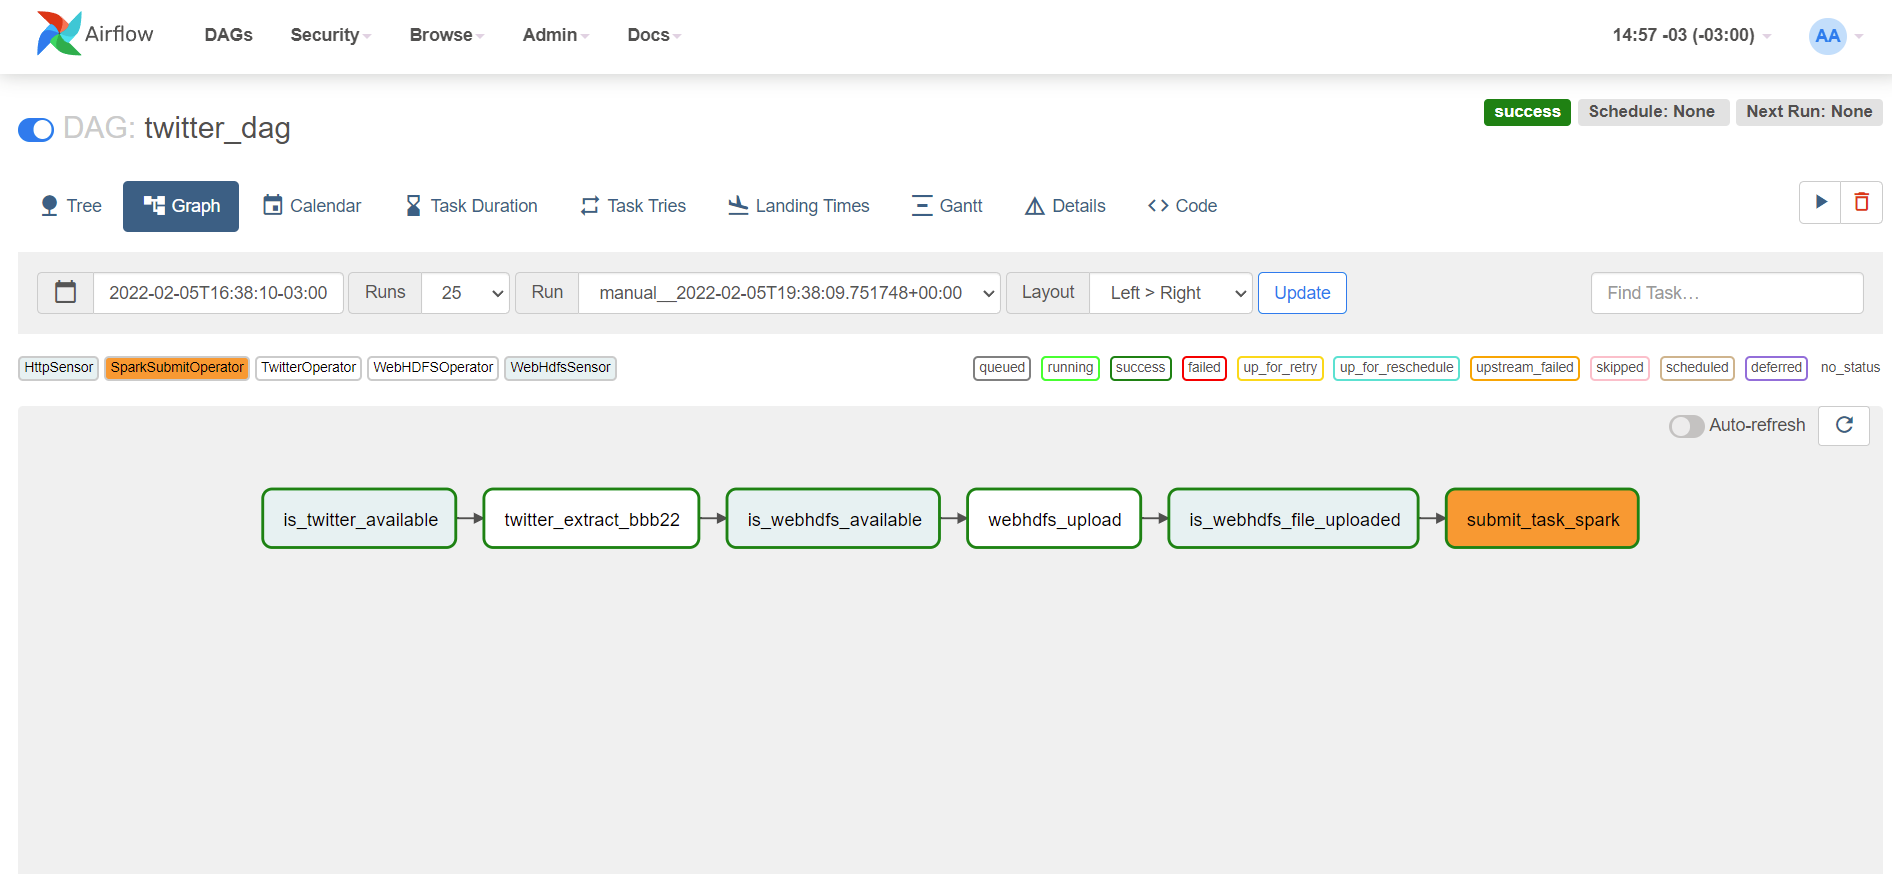 Airflow DAGs Security Browse Admin Docs 14:57 -03 (-03:00) AA
success Schedule: None Next Run: None
DAG: twitter_dag
Tree Graph Calendar Task Duration Task Tries Landing Times Gantt Details Code
2022-02-05T16:38:10-03:00 Runs 25 Run manual__2022-02-05T19:38:09.751748+00:00 Layout Left > Right Update Find Task…
HttpSensor SparkSubmitOperator TwitterOperator WebHDFSOperator WebHdfsSensor queued running success failed up_for_retry up_for_reschedule upstream_failed skipped scheduled deferred no_status
Auto-refresh
is_twitter_available twitter_extract_bbb22 is_webhdfs_available webhdfs_upload is_webhdfs_file_uploaded submit_task_spark